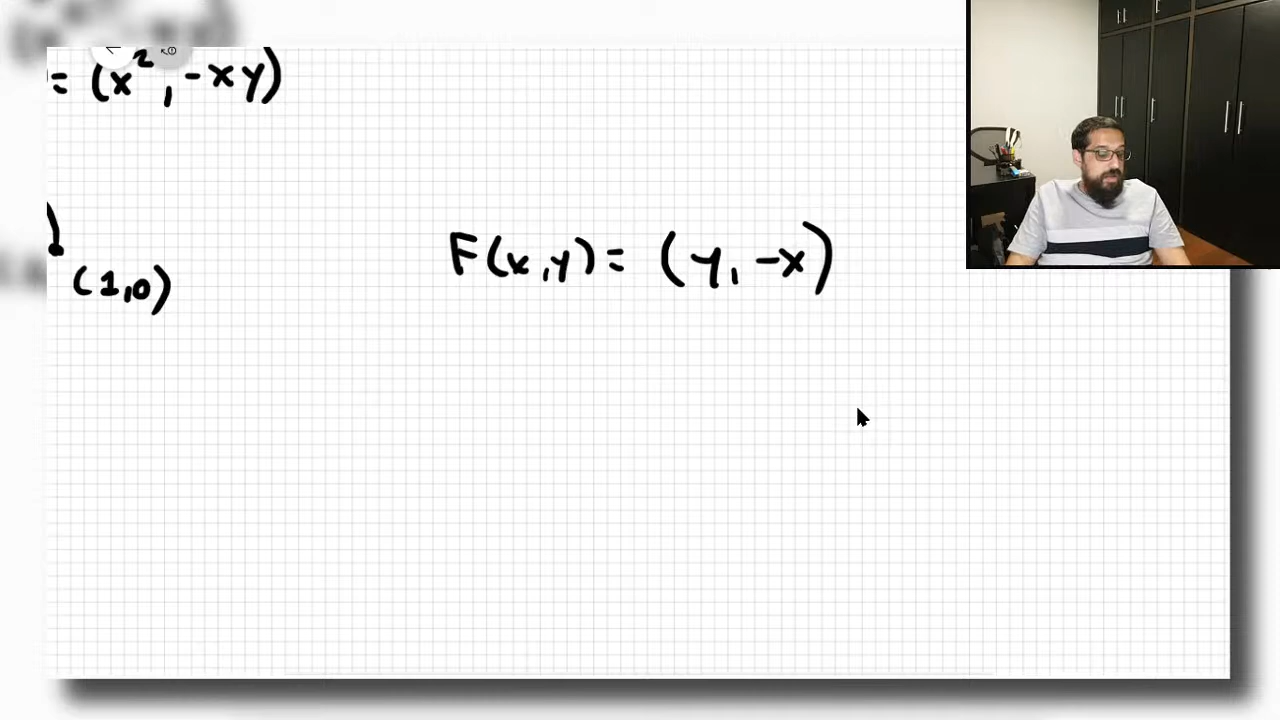 = (x², -xy)
F(x,y) = (y, -x)
(1,0)